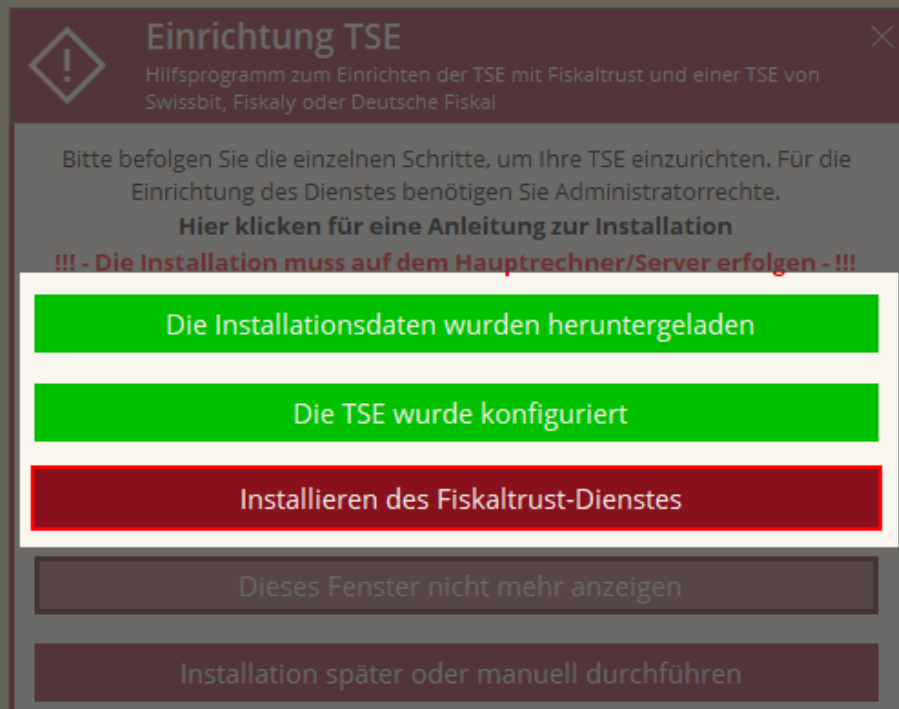 Einrichtung TSE
Hilfsprogramm zum Einrichten der TSE mit Fiskaltrust und einer TSE von
Swissbit, Fiskaly oder Deutsche Fiskal
Bitte befolgen Sie die einzelnen Schritte, um Ihre TSE einzurichten. Für die
Einrichtung des Dienstes benötigen Sie Administratorrechte.
Hier klicken für eine Anleitung zur Installation
!!! - Die Installation muss auf dem Hauptrechner/Server erfolgen - !!!
Die Installationsdaten wurden heruntergeladen
Die TSE wurde konfiguriert
Installieren des Fiskaltrust-Dienstes
Dieses Fenster nicht mehr anzeigen
Installation später oder manuell durchführen